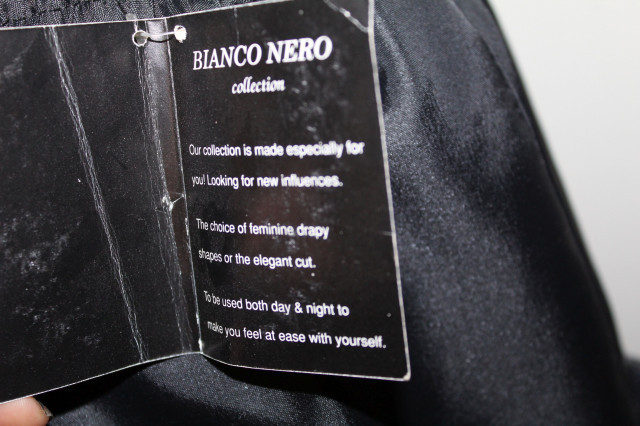 BIANCO NERO
collection
Our collection is made especially for
you! Looking for new influences.
The choice of feminine drapy
shapes or the elegant cut.
To be used both day & night to
make you feel at ease with yourself.